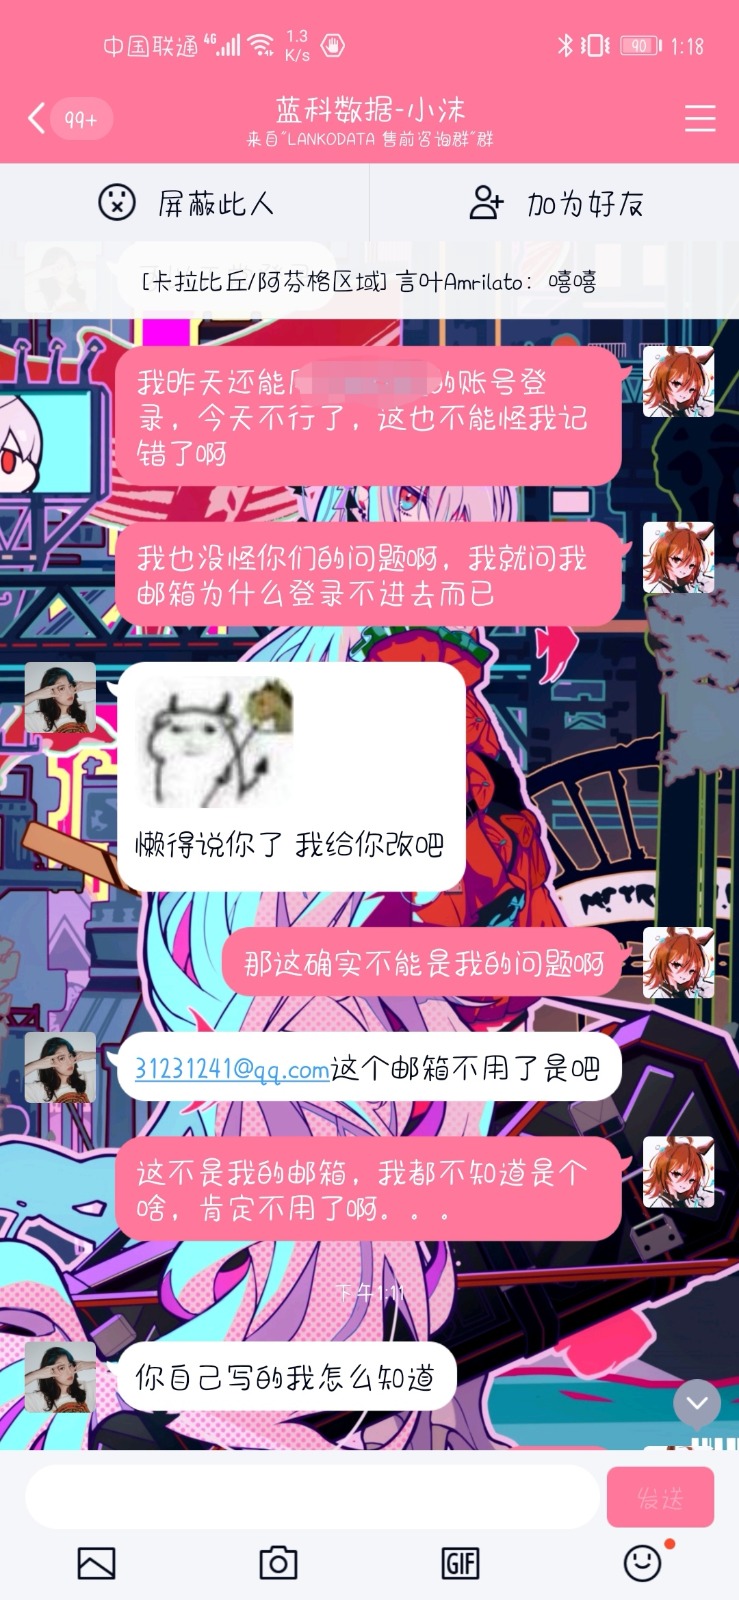 中国联通 4G 1.3 K/s 90 1:18
99+
蓝科数据-小沫
来自"LANKODATA 售前咨询群"群
屏蔽此人 加为好友
[卡拉比丘/阿芬格区域] 言叶Amrilato：嘻嘻
我昨天还能 的账号登
录，今天不行了，这也不能怪我记
错了啊
我也没怪你们的问题啊，我就问我
邮箱为什么登录不进去而已
懒得说你了 我给你改吧
那这确实不能是我的问题啊
31231241@qq.com这个邮箱不用了是吧
这不是我的邮箱，我都不知道是个
啥，肯定不用了啊。。。
下午1:11
你自己写的我怎么知道
发送
GIF